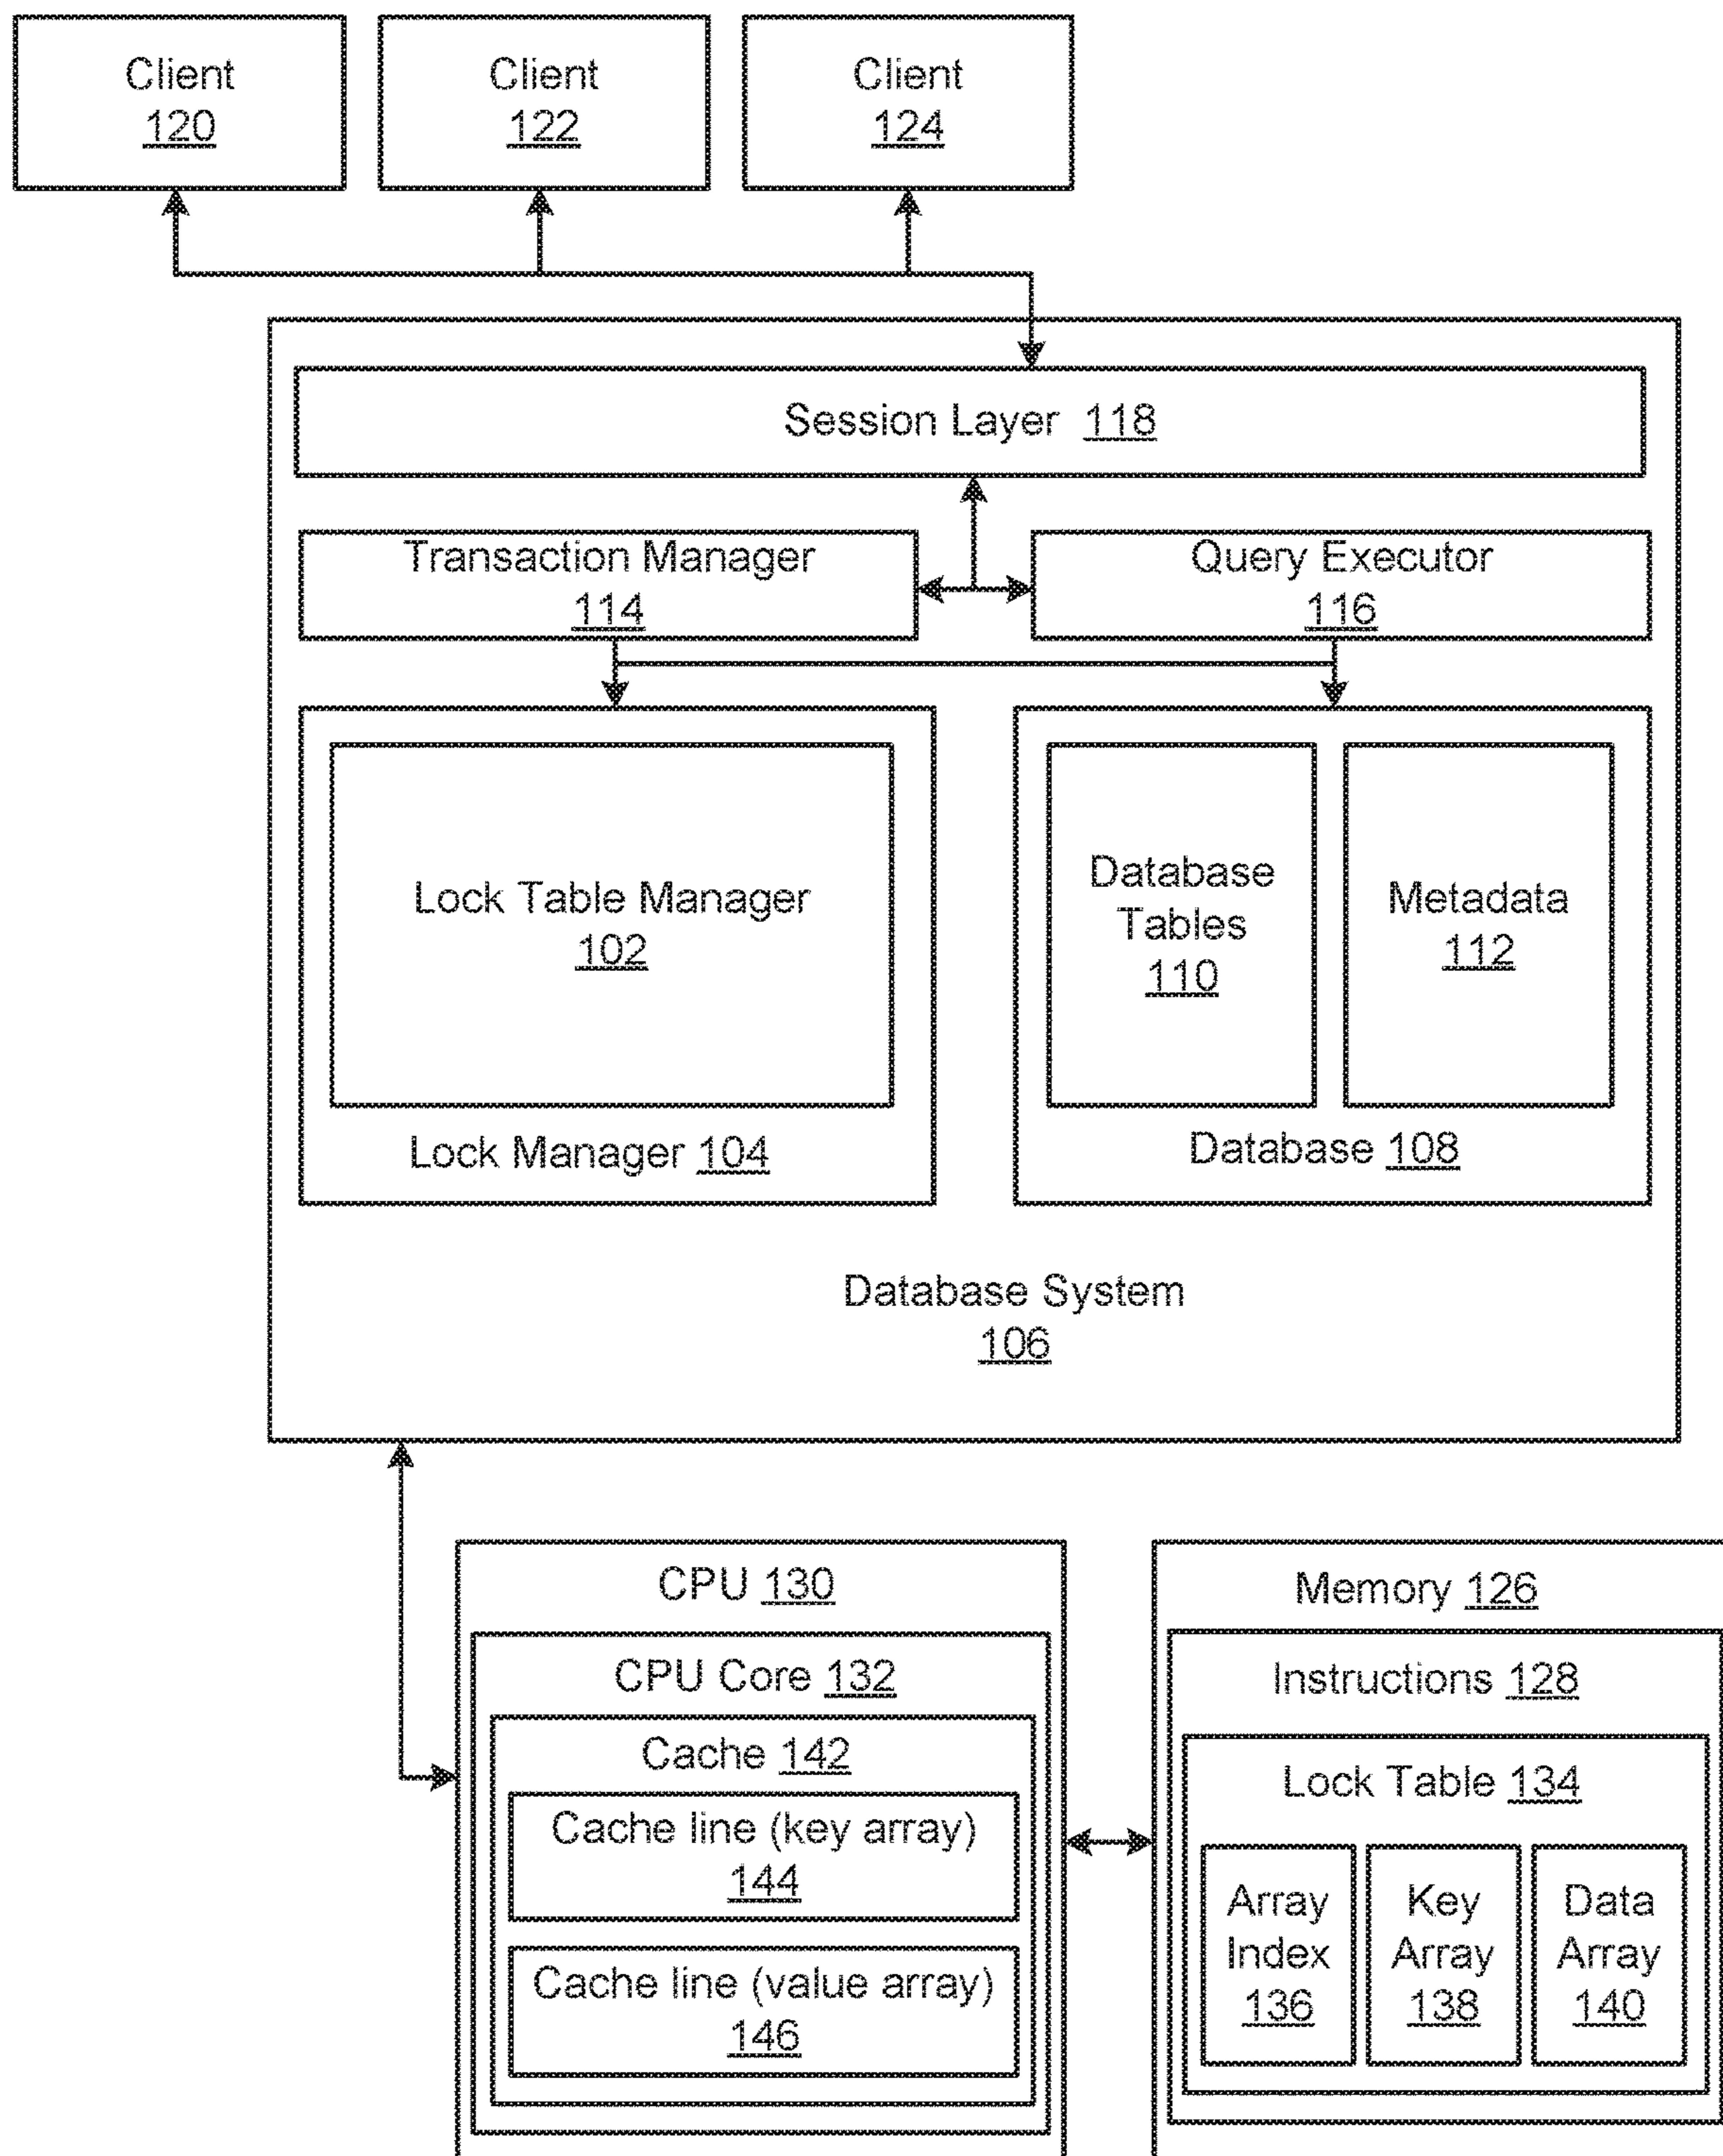 Client
120
Client
122
Client
124
Session Layer 118
Transaction Manager
114
Query Executor
116
Lock Table Manager
102
Lock Manager 104
Database
Tables
110
Metadata
112
Database 108
Database System
106
CPU 130
CPU Core 132
Cache 142
Cache line (key array)
144
Cache line (value array)
146
Memory 126
Instructions 128
Lock Table 134
Array
Index
136
Key
Array
138
Data
Array
140